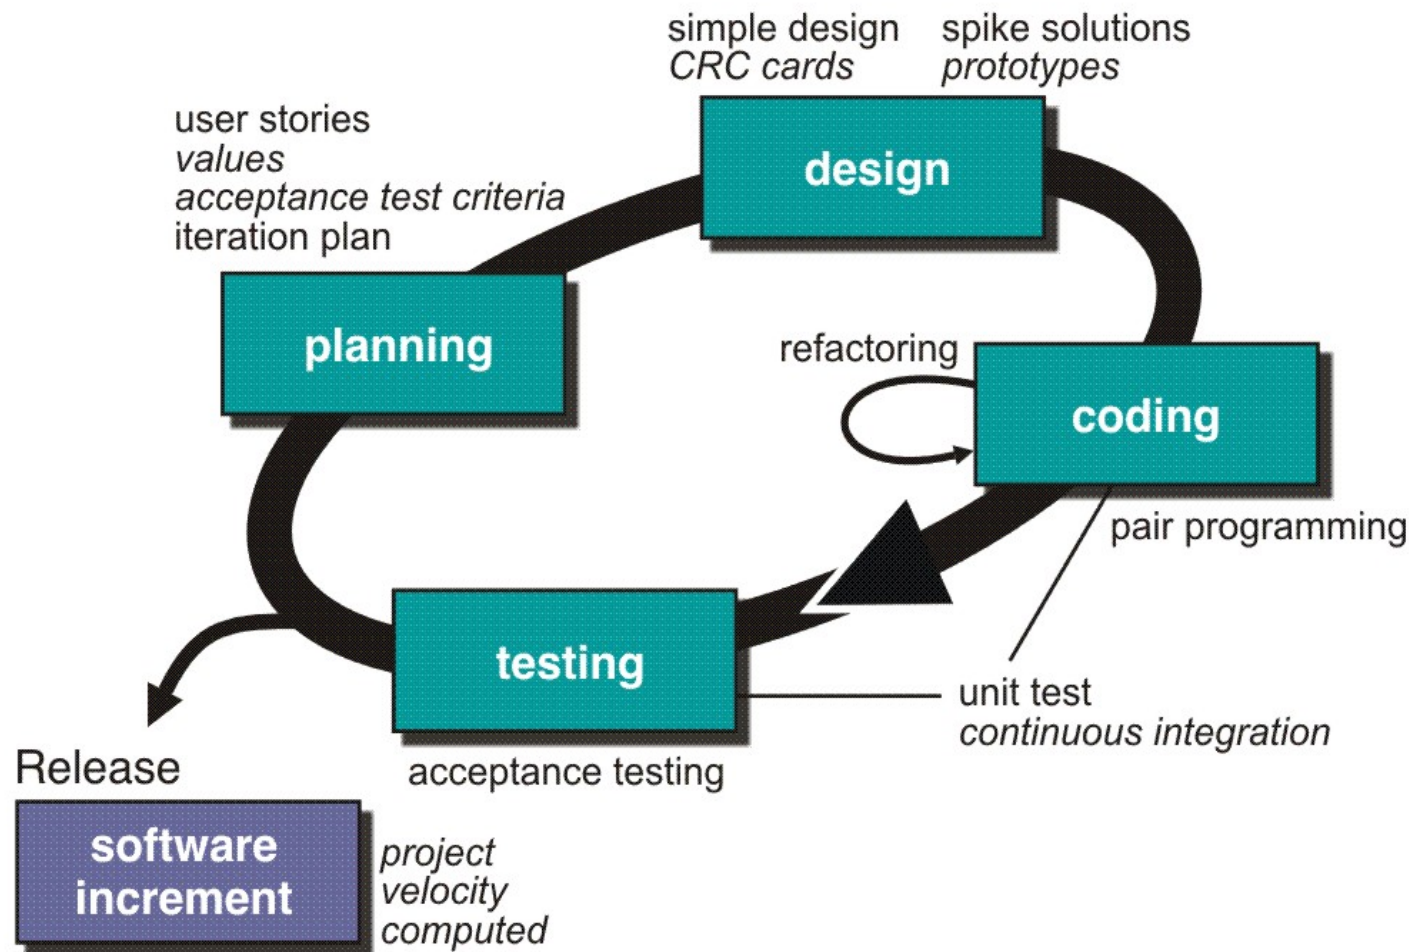 simple design
CRC cards
spike solutions
prototypes
user stories
values
acceptance test criteria
iteration plan
design
planning
refactoring
coding
pair programming
testing
unit test
continuous integration
acceptance testing
Release
software
increment
project
velocity
computed